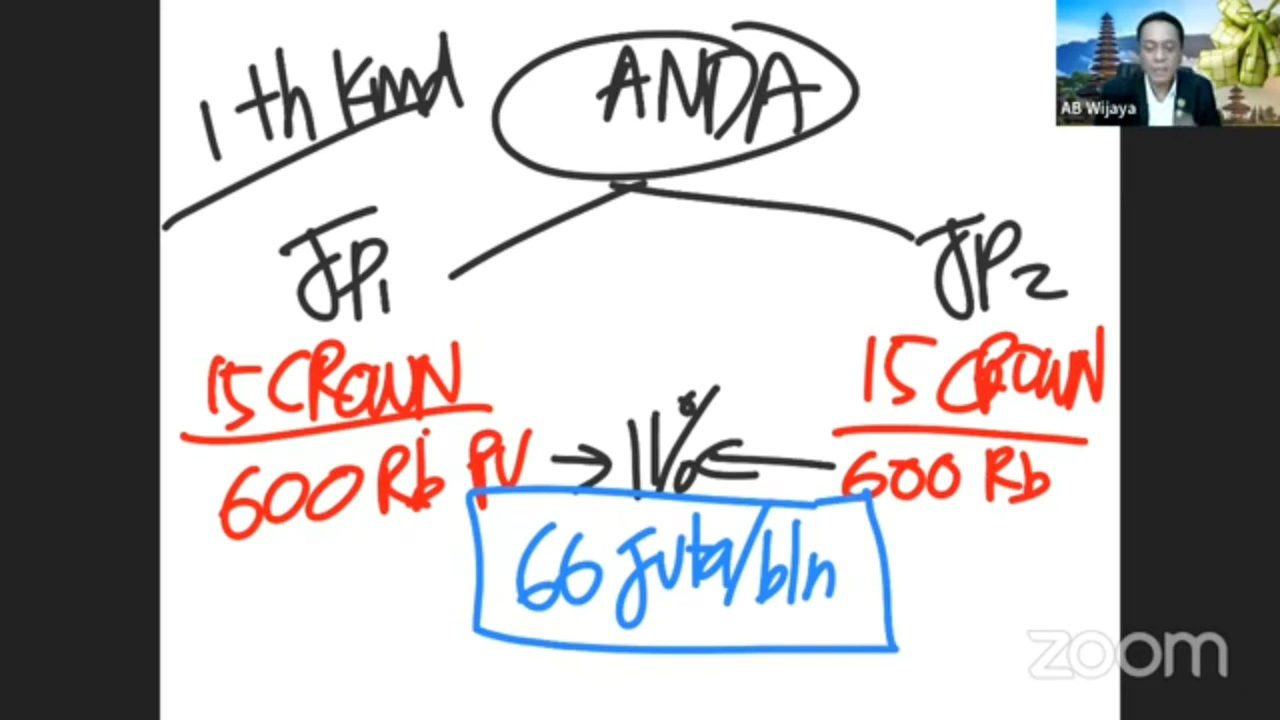 1 th kmd
ANDA
AB Wijaya
JP1
JP2
15 CROWN
15 CROWN
600 Rb PV
→ 11% ←
600 Rb
66 juta/bln
zoom